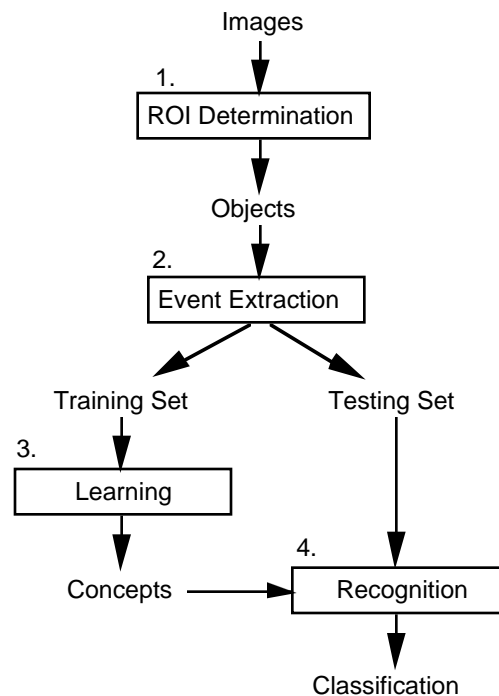 Images
1.
ROI Determination
Objects
2.
Event Extraction
Training Set
Testing Set
3.
Learning
4.
Concepts
Recognition
Classification